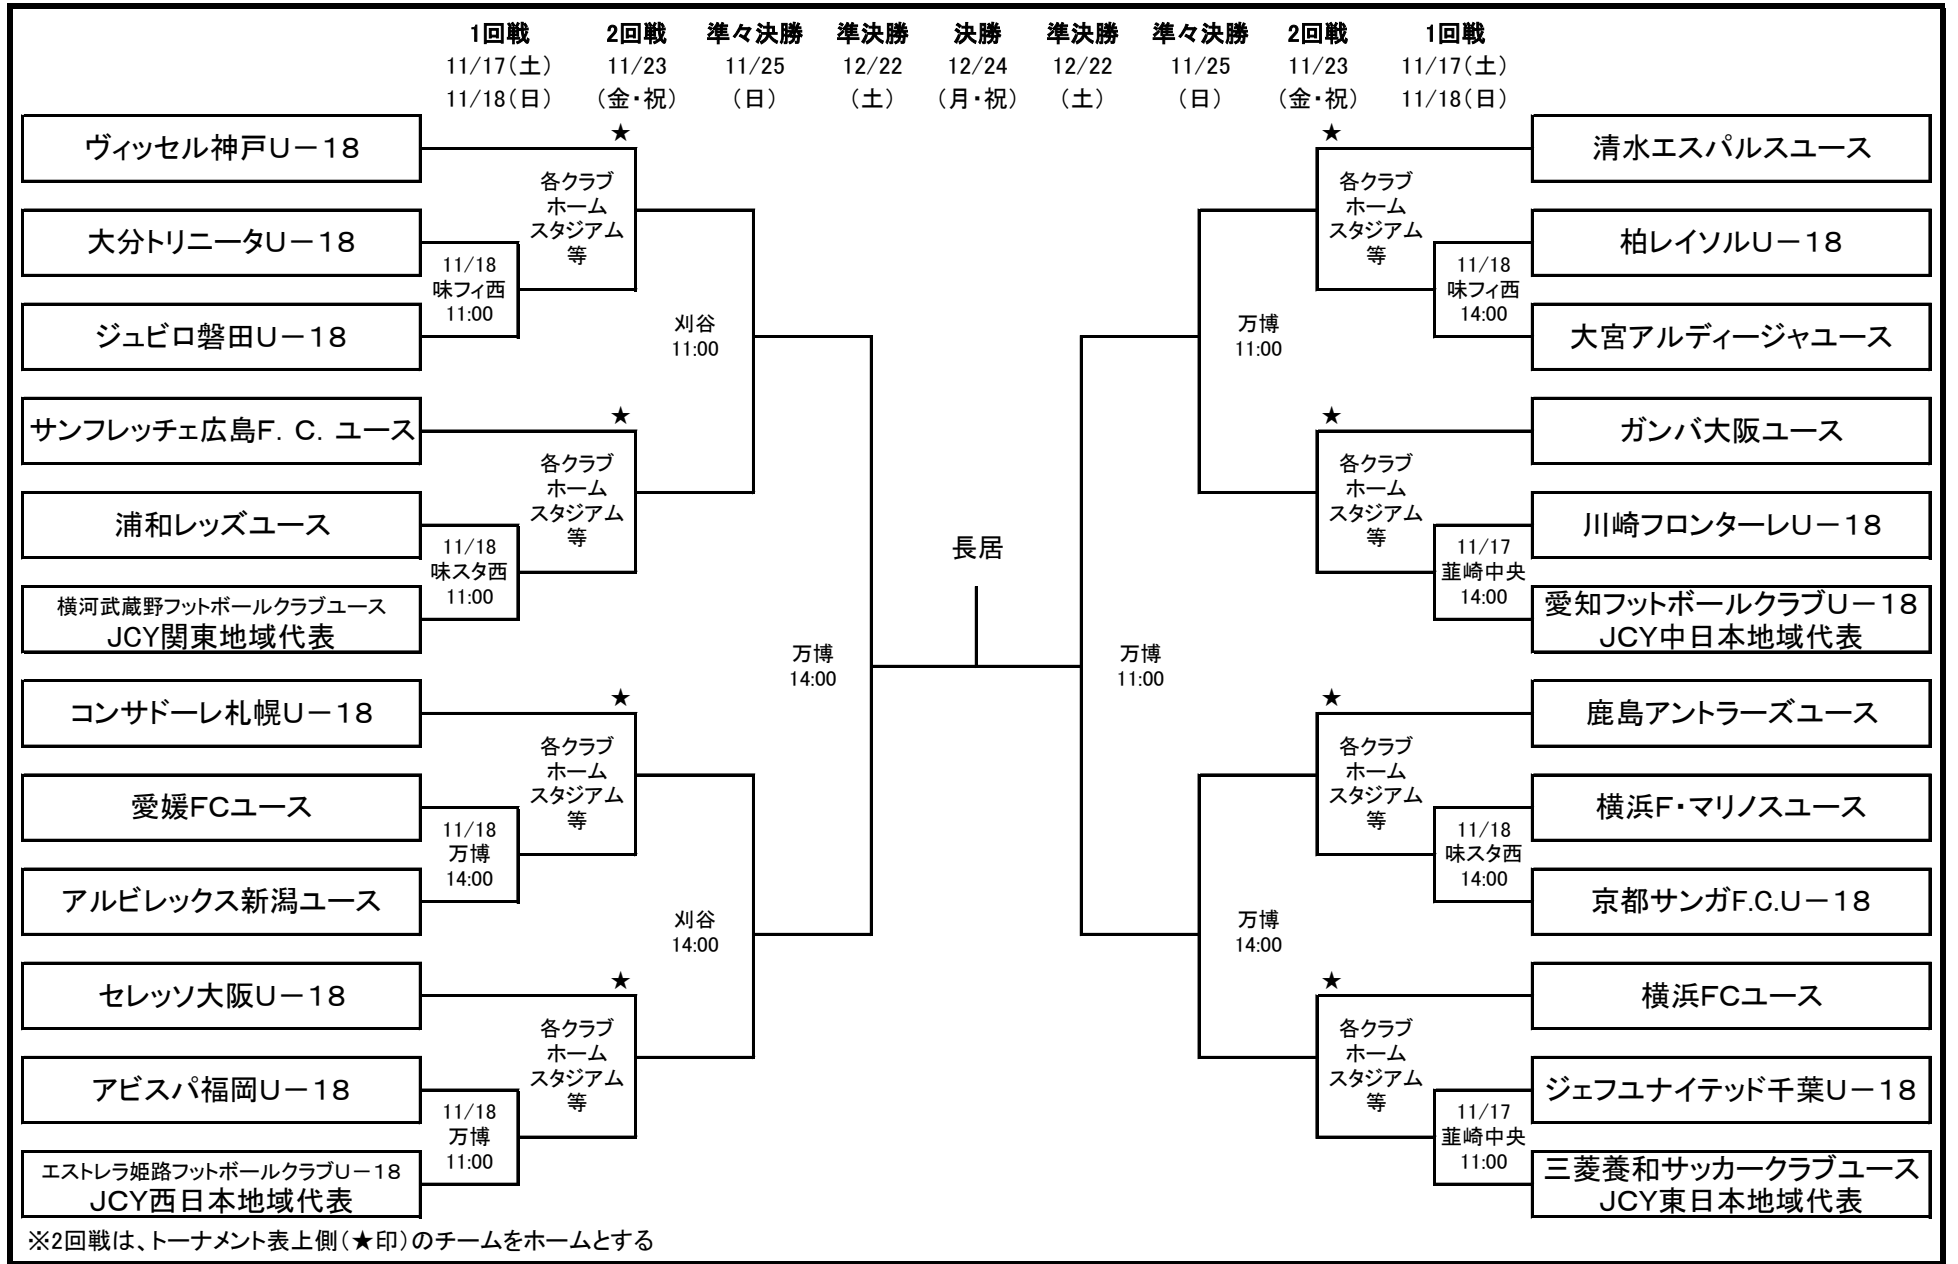 1回戦 2回戦 準々決勝 準決勝 決勝 準決勝 準々決勝 2回戦 1回戦
11/17(土) 11/23 11/25 12/22 12/24 12/22 11/25 11/23 11/17(土)
11/18(日) (金・祝) (日) (土) (月・祝) (土) (日) (金・祝) 11/18(日)
★
ヴィッセル神戸U-18
各クラブ
ホーム
スタジアム
等
大分トリニータU-18
11/18
味フィ西
11:00
ジュビロ磐田U-18
刈谷
11:00
★
サンフレッチェ広島F. C. ユース
各クラブ
ホーム
スタジアム
等
浦和レッズユース
11/18
味スタ西
11:00
横河武蔵野フットボールクラブユース
JCY関東地域代表
万博
14:00
★
コンサドーレ札幌U-18
各クラブ
ホーム
スタジアム
等
愛媛FCユース
11/18
万博
14:00
アルビレックス新潟ユース
刈谷
14:00
★
セレッソ大阪U-18
各クラブ
ホーム
スタジアム
等
アビスパ福岡U-18
11/18
万博
11:00
エストレラ姫路フットボールクラブU-18
JCY西日本地域代表
長居
★
清水エスパルスユース
各クラブ
ホーム
スタジアム
等
柏レイソルU-18
11/18
味フィ西
14:00
大宮アルディージャユース
万博
11:00
★
ガンバ大阪ユース
各クラブ
ホーム
スタジアム
等
川崎フロンターレU-18
11/17
韮崎中央
14:00
愛知フットボールクラブU-18
JCY中日本地域代表
万博
11:00
★
鹿島アントラーズユース
各クラブ
ホーム
スタジアム
等
横浜F・マリノスユース
11/18
味スタ西
14:00
京都サンガF.C.U-18
万博
14:00
★
横浜FCユース
各クラブ
ホーム
スタジアム
等
ジェフユナイテッド千葉U-18
11/17
韮崎中央
11:00
三菱養和サッカークラブユース
JCY東日本地域代表
※2回戦は、トーナメント表上側(★印)のチームをホームとする